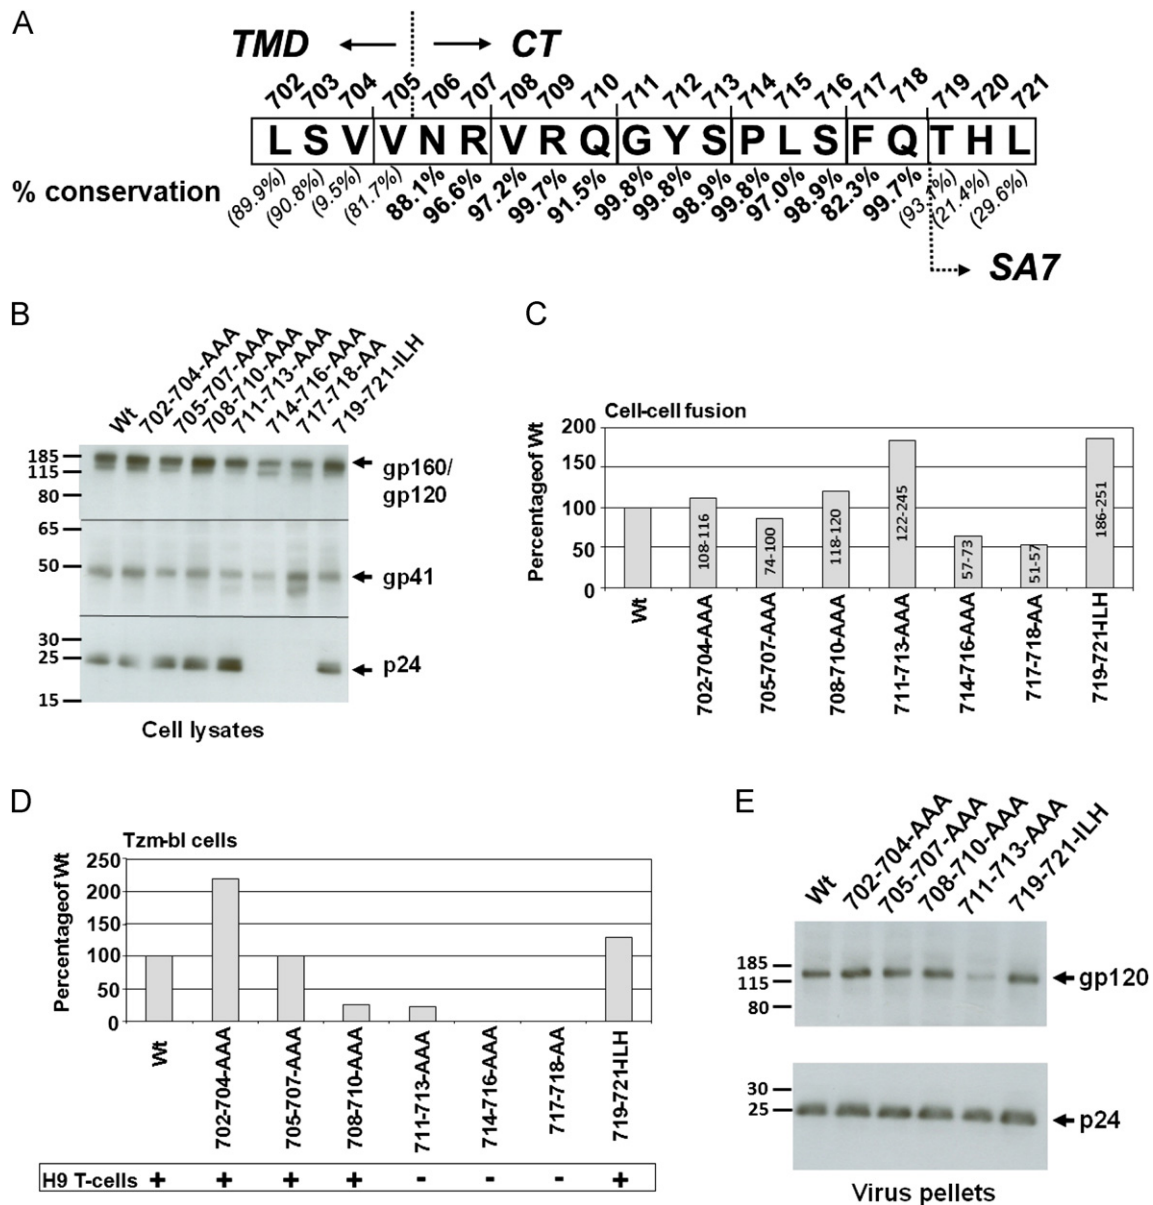 A
TMD CT
702 703 704 705 706 707 708 709 710 711 712 713 714 715 716 717 718 719 720 721
L S V V N R V R Q G Y S P L S F Q T H L
% conservation (89.9%) (90.8%) (9.5%) (81.7%) 88.1% 96.6% 97.2% 99.7% 91.5% 99.8% 99.8% 98.9% 99.8% 97.0% 98.9% 82.3% 99.7% (21.4%) (29.6%)
SA7
B
Wt 702-704-AAA 705-707-AAA 708-710-AAA 711-713-AAA 714-716-AAA 717-718-AA 719-721-ILH
185
115
80
gp160/
gp120
65
50
gp41
30
25
15
p24
Cell lysates
C
Cell-cell fusion
Percentageof Wt
200
150
100
50
0
108-116
74-100
118-120
122-245
57-73
51-57
186-251
Wt 702-704-AAA 705-707-AAA 708-710-AAA 711-713-AAA 714-716-AAA 717-718-AA 719-721-ILH
D
Tzm-bl cells
Percentageof Wt
250
200
150
100
50
0
Wt 702-704-AAA 705-707-AAA 708-710-AAA 711-713-AAA 714-716-AAA 717-718-AA 719-721-ILH
H9 T-cells + + + + - - - +
E
Wt 702-704-AAA 705-707-AAA 708-710-AAA 711-713-AAA 719-721-ILH
185
115
80
gp120
30
25
p24
Virus pellets